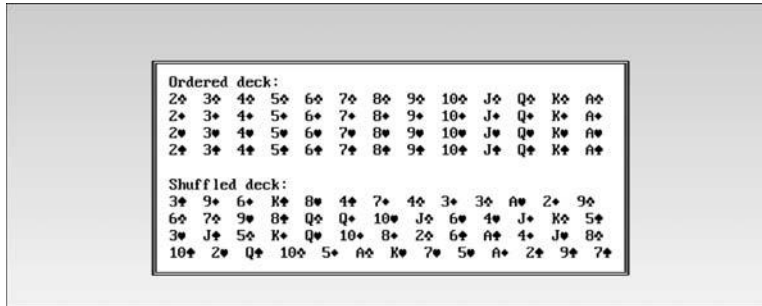 Ordered deck:
2♣ 3♣ 4♣ 5♣ 6♣ 7♣ 8♣ 9♣ 10♣ J♣ Q♣ K♣ A♣
2♦ 3♦ 4♦ 5♦ 6♦ 7♦ 8♦ 9♦ 10♦ J♦ Q♦ K♦ A♦
2♥ 3♥ 4♥ 5♥ 6♥ 7♥ 8♥ 9♥ 10♥ J♥ Q♥ K♥ A♥
2♠ 3♠ 4♠ 5♠ 6♠ 7♠ 8♠ 9♠ 10♠ J♠ Q♠ K♠ A♠
Shuffled deck:
3♠ 9♦ 6♦ K♠ 8♥ 4♠ 7♦ 4♣ 3♦ 3♣ A♥ 2♦ 9♣
6♣ 7♣ 9♥ 8♠ Q♣ Q♦ 10♥ J♣ 6♥ 4♥ J♦ K♣ 5♠
3♥ J♠ 5♣ K♦ Q♥ 10♦ 8♦ 2♣ 6♠ A♠ 4♦ J♥ 8♣
10♠ 2♥ Q♠ 10♣ 5♦ A♣ K♥ 7♥ 5♥ A♦ 2♠ 9♠ 7♠